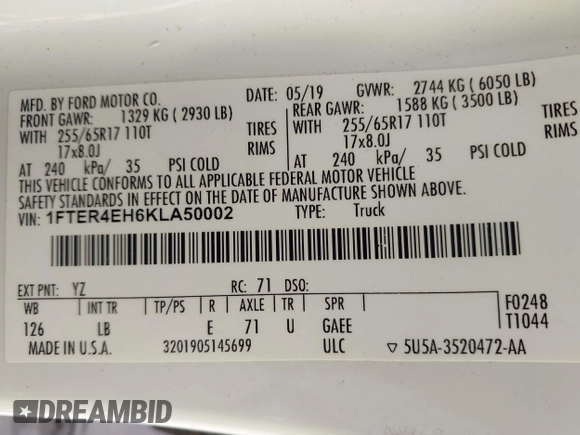 MFD. BY FORD MOTOR CO.
DATE: 05/19 GVWR: 2744 KG ( 6050 LB)
FRONT GAWR: 1329 KG ( 2930 LB) REAR GAWR: 1588 KG ( 3500 LB)
WITH 255/65R17 110T TIRES WITH 255/65R17 110T TIRES
17x8.0J RIMS 17x8.0J RIMS
AT 240 kPa/ 35 PSI COLD AT 240 kPa/ 35 PSI COLD
THIS VEHICLE CONFORMS TO ALL APPLICABLE FEDERAL MOTOR VEHICLE
SAFETY STANDARDS IN EFFECT ON THE DATE OF MANUFACTURE SHOWN ABOVE.
VIN: 1FTER4EH6KLA50002 TYPE: Truck
EXT PNT: YZ RC: 71 DSO:
WB INT TR TP/PS R AXLE TR SPR F0248
126 LB E 71 U GAEE T1044
MADE IN U.S.A. 3201905145699 ULC ▽ 5U5A-3520472-AA
DREAMBID